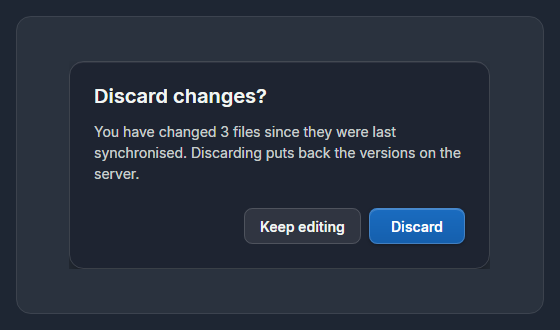 Discard changes?
You have changed 3 files since they were last
synchronised. Discarding puts back the versions on the
server.
Keep editing
Discard